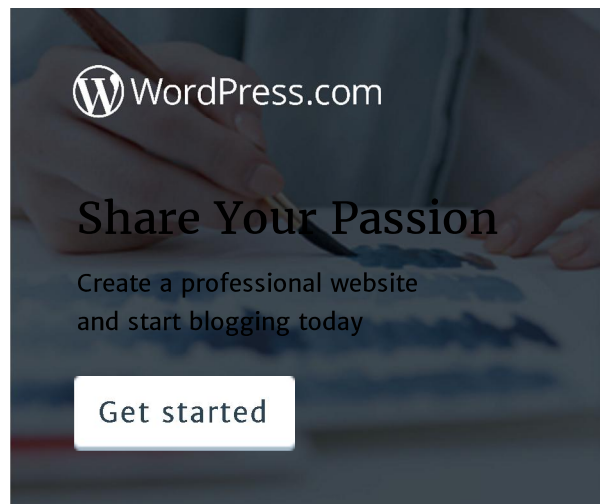 WordPress.com
Share Your Passion
Create a professional website
and start blogging today
Get started